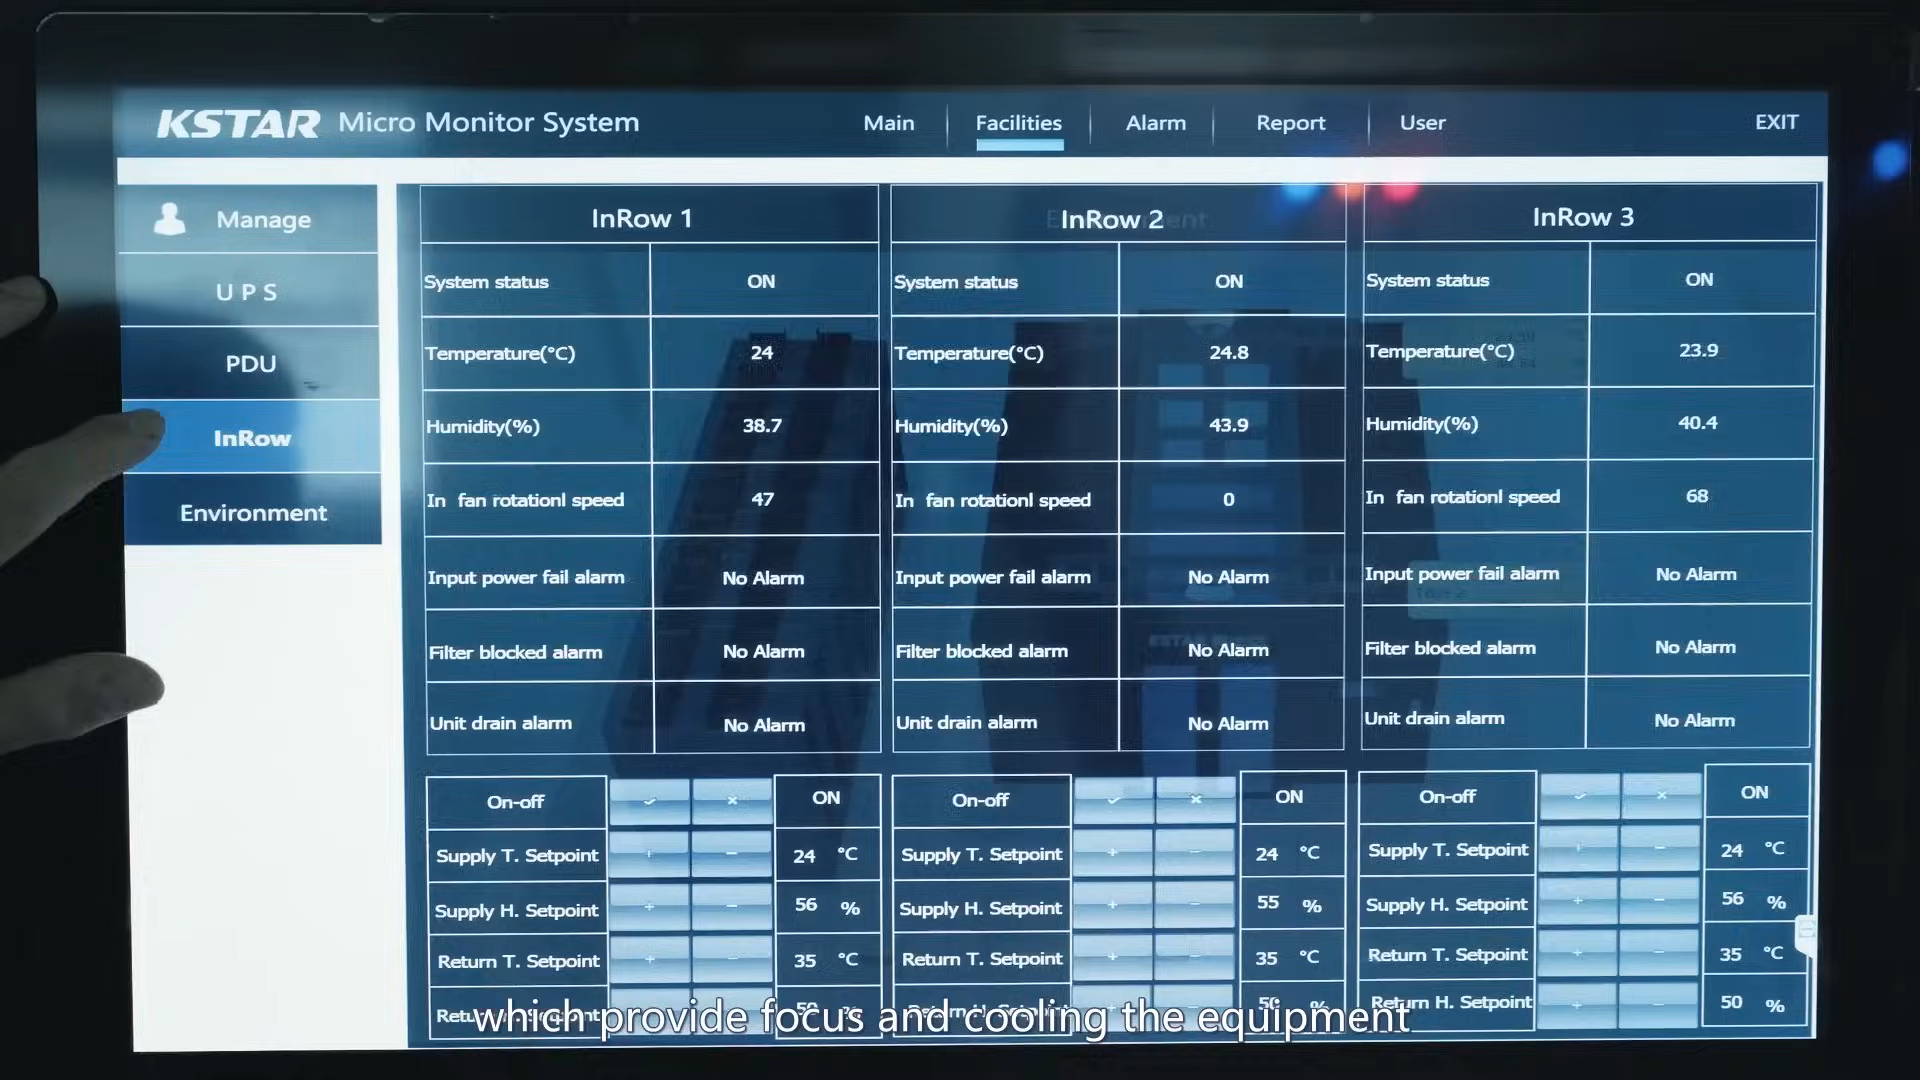 KSTAR Micro Monitor System Main Facilities Alarm Report User EXIT
Manage
U P S
PDU
InRow
Environment
InRow 1
System status ON
Temperature(°C) 24
Humidity(%) 38.7
In fan rotationl speed 47
Input power fail alarm No Alarm
Filter blocked alarm No Alarm
Unit drain alarm No Alarm
On-off ON
Supply T. Setpoint + − 24 °C
Supply H. Setpoint + − 56 %
Return T. Setpoint + − 35 °C
InRow 2
System status ON
Temperature(°C) 24.8
Humidity(%) 43.9
In fan rotationl speed 0
Input power fail alarm No Alarm
Filter blocked alarm No Alarm
Unit drain alarm No Alarm
On-off ON
Supply T. Setpoint + − 24 °C
Supply H. Setpoint + − 55 %
Return T. Setpoint + − 35 °C
InRow 3
System status ON
Temperature(°C) 23.9
Humidity(%) 40.4
In fan rotationl speed 68
Input power fail alarm No Alarm
Filter blocked alarm No Alarm
Unit drain alarm No Alarm
On-off ON
Supply T. Setpoint + − 24 °C
Supply H. Setpoint + − 56 %
Return T. Setpoint + − 35 °C
Return H. Setpoint + − 50 %
which provide focus and cooling the equipment